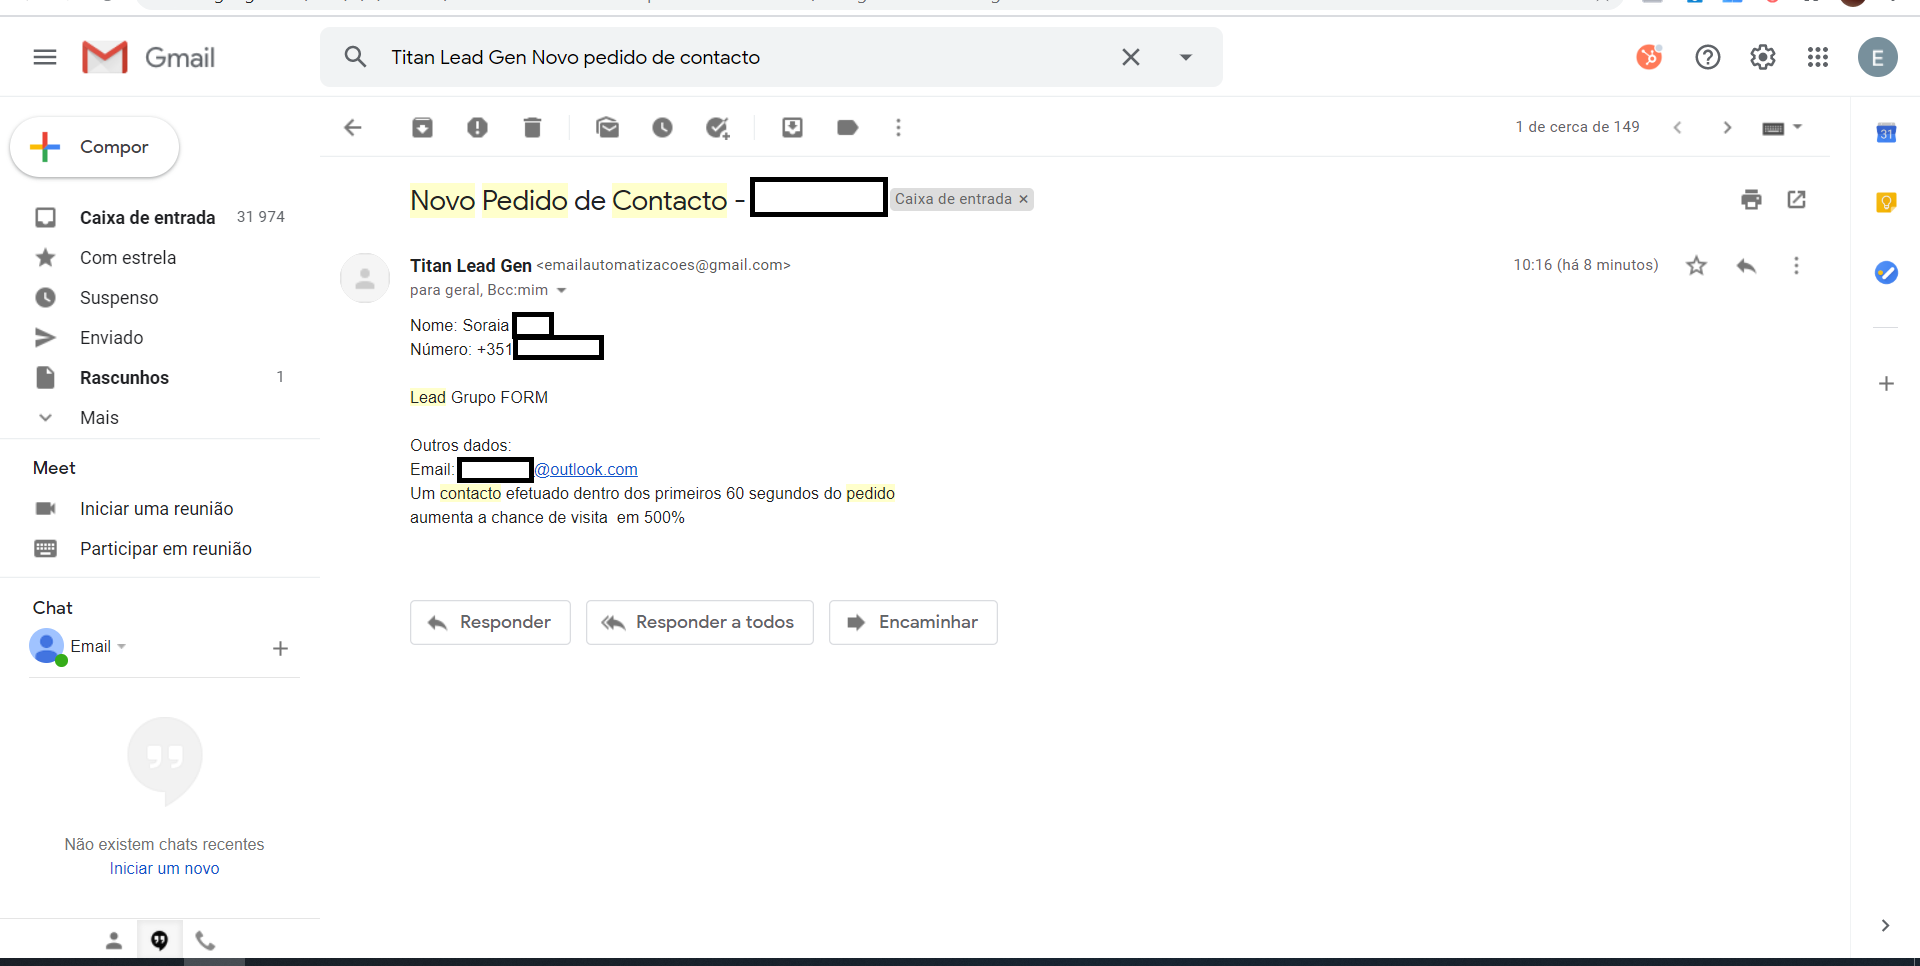 Gmail
Titan Lead Gen Novo pedido de contacto
E
Compor
1 de cerca de 149
31
Novo Pedido de Contacto -
Caixa de entrada ×
Caixa de entrada 31 974
Com estrela
Suspenso
Enviado
Rascunhos 1
Mais
Titan Lead Gen <emailautomatizacoes@gmail.com>
10:16 (há 8 minutos)
para geral, Bcc:mim
Nome: Soraia
Número: +351
Lead Grupo FORM
Outros dados:
Email: @outlook.com
Um contacto efetuado dentro dos primeiros 60 segundos do pedido
aumenta a chance de visita em 500%
Responder
Responder a todos
Encaminhar
Meet
Iniciar uma reunião
Participar em reunião
Chat
Email
Não existem chats recentes
Iniciar um novo